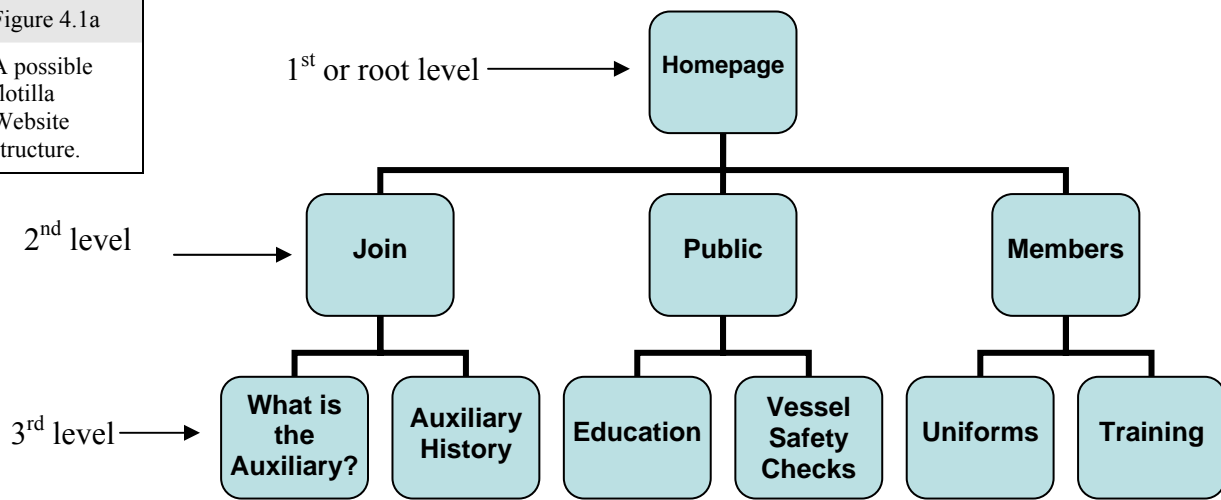 Figure 4.1a
A possible
flotilla
Website
structure.
1st or root level
Homepage
2nd level
Join
Public
Members
3rd level
What is
the
Auxiliary?
Auxiliary
History
Education
Vessel
Safety
Checks
Uniforms
Training